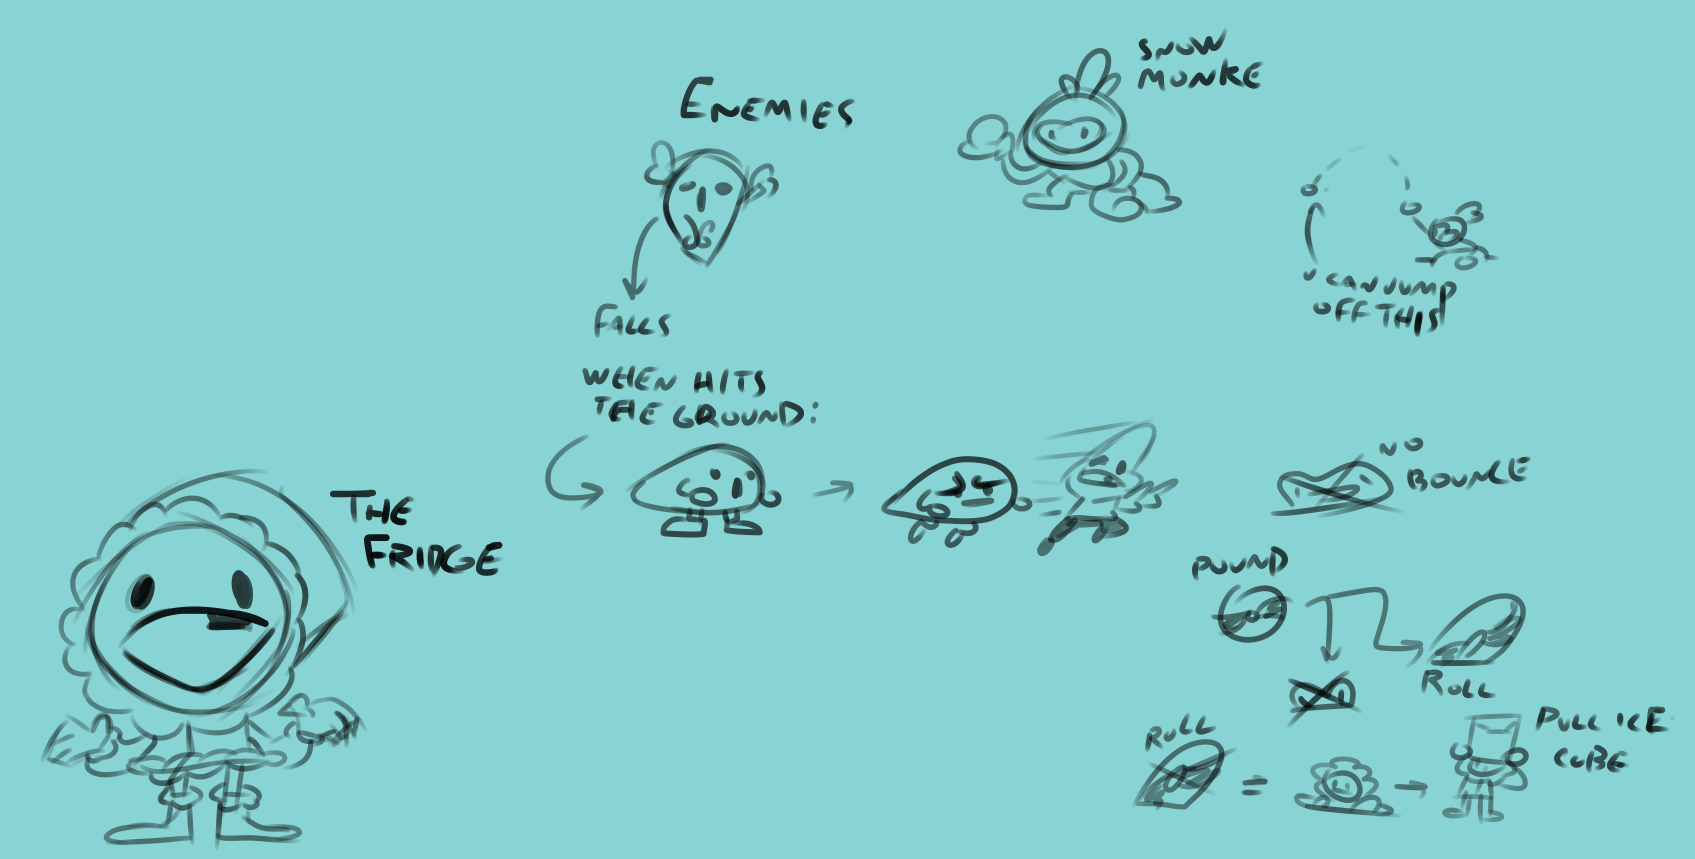 ENEMIES
SNOW
MONKE
CAN JUMP
OFF THIS
FALLS
WHEN HITS
THE GROUND:
NO
BOUNCE
THE
FRIDGE
POUND
ROLL
ROLL
PULL ICE
CUBE